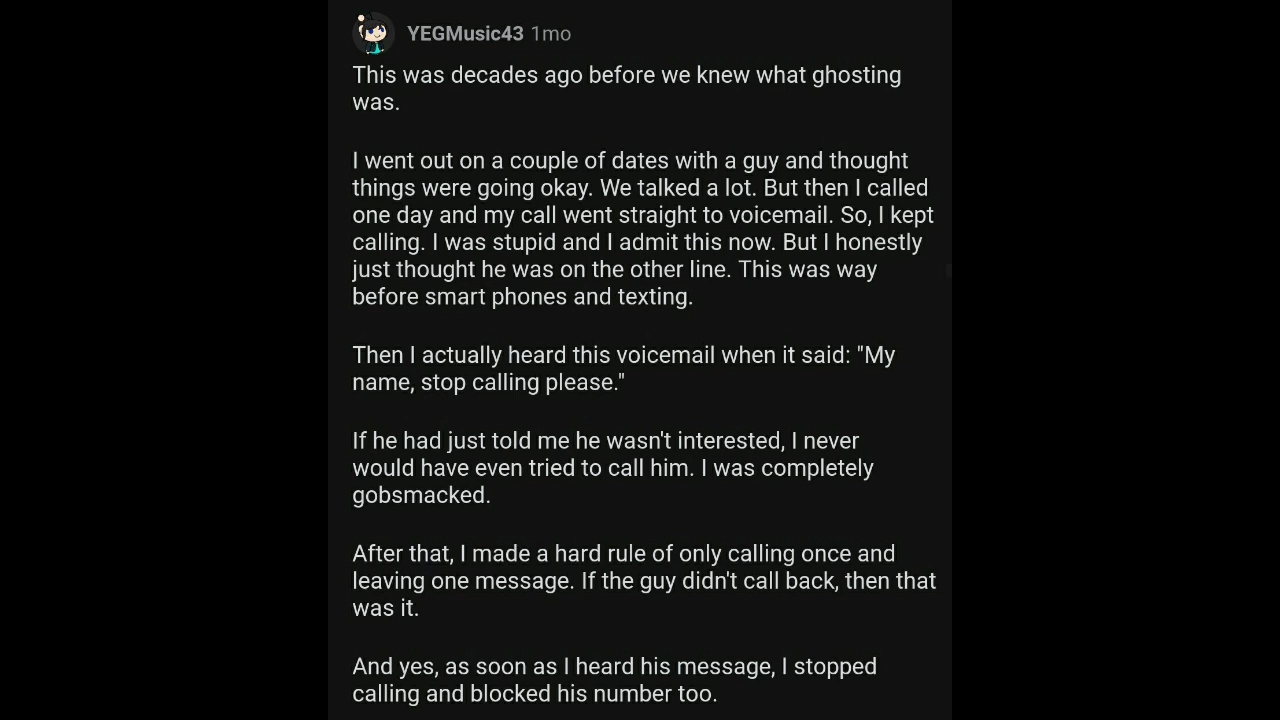 YEGMusic43 1mo
This was decades ago before we knew what ghosting
was.
I went out on a couple of dates with a guy and thought
things were going okay. We talked a lot. But then I called
one day and my call went straight to voicemail. So, I kept
calling. I was stupid and I admit this now. But I honestly
just thought he was on the other line. This was way
before smart phones and texting.
Then I actually heard this voicemail when it said: "My
name, stop calling please."
If he had just told me he wasn't interested, I never
would have even tried to call him. I was completely
gobsmacked.
After that, I made a hard rule of only calling once and
leaving one message. If the guy didn't call back, then that
was it.
And yes, as soon as I heard his message, I stopped
calling and blocked his number too.